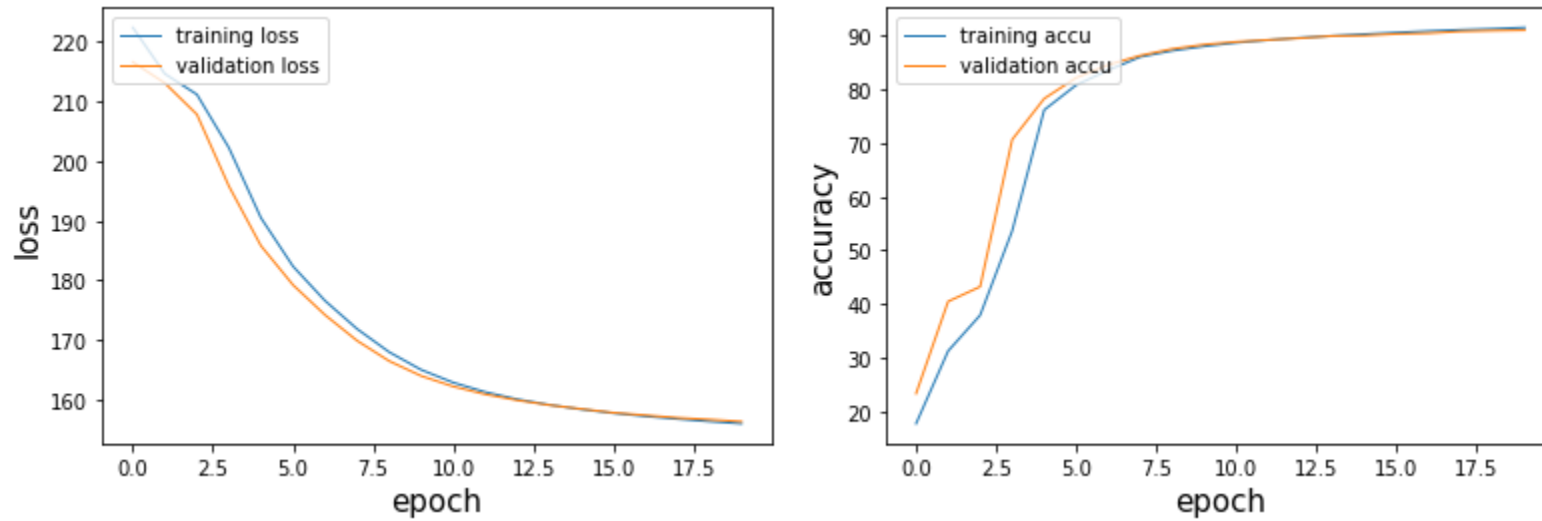 training loss
validation loss
220
210
200
190
180
170
160
loss
0.0 2.5 5.0 7.5 10.0 12.5 15.0 17.5
epoch
training accu
validation accu
90
80
70
60
50
40
30
20
accuracy
0.0 2.5 5.0 7.5 10.0 12.5 15.0 17.5
epoch